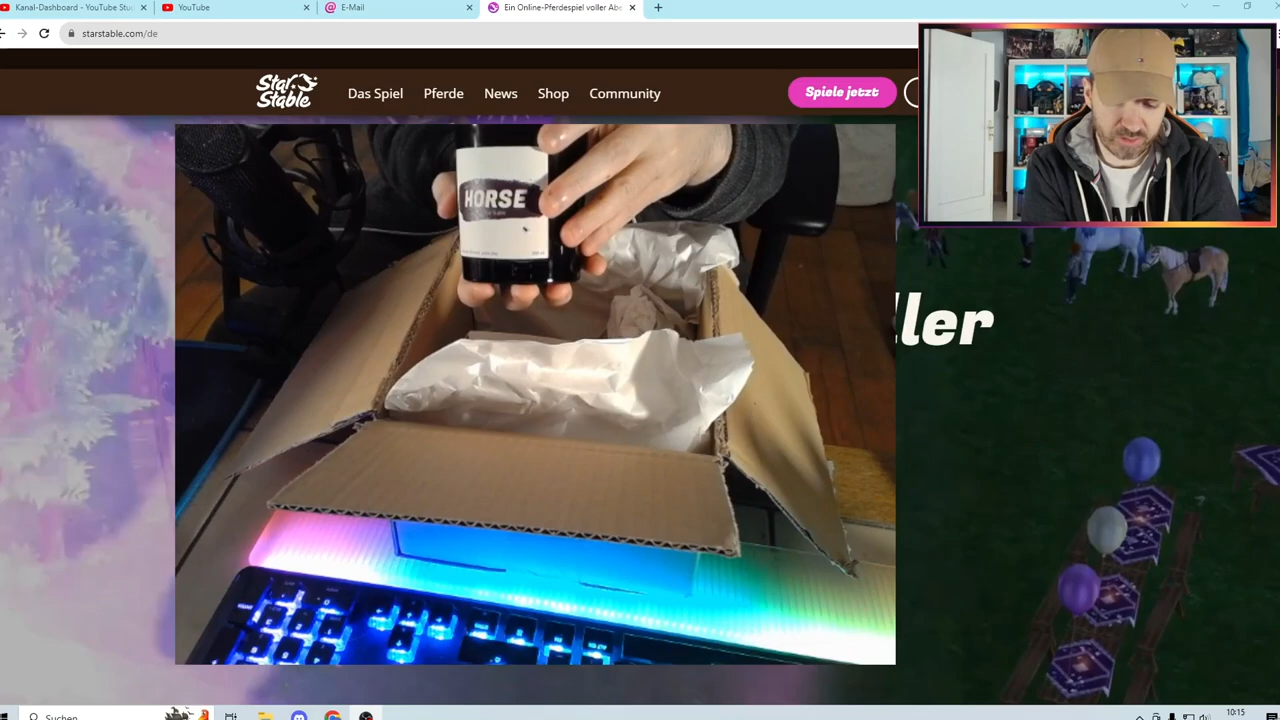 Kanal-Dashboard - YouTube Stu
YouTube
E-Mail
Ein Online-Pferdespiel voller Abe
starstable.com/de
Star Stable
Das Spiel
Pferde
News
Shop
Community
Spiele jetzt
HORSE
ller
Suchen
10:15